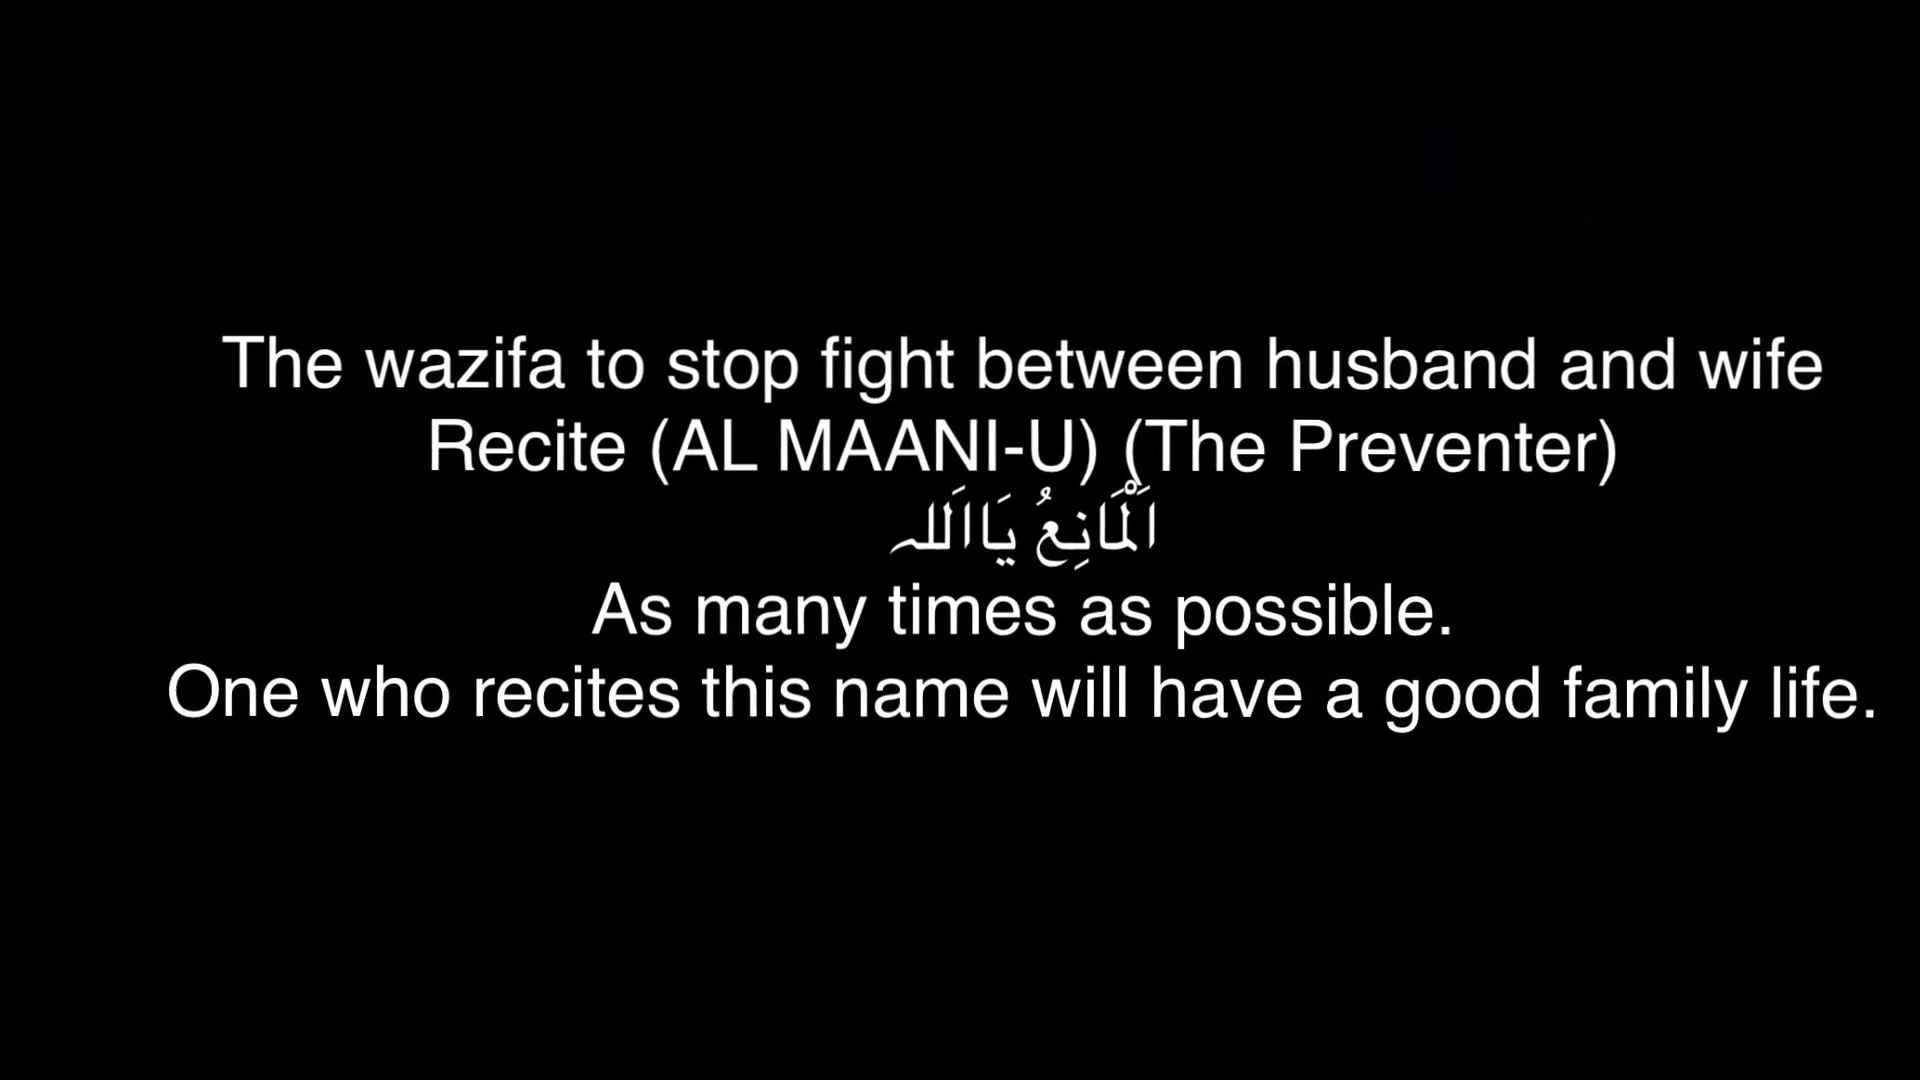 The wazifa to stop fight between husband and wife
Recite (AL MAANI-U) (The Preventer)
اَلْمَانِعُ يَااَللہ
As many times as possible.
One who recites this name will have a good family life.